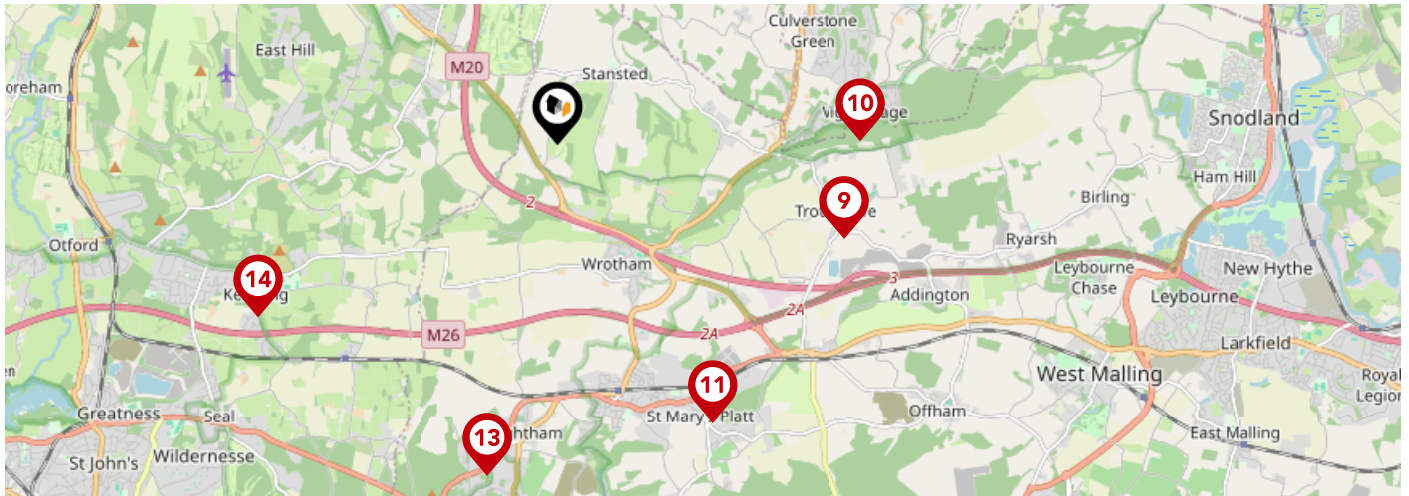 Culverstone
Green
East Hill
M20
Stansted
oreham
10
Snodland
Ham Hill
9
Birling
2
Otford
Ryarsh
Wrotham
14
Leybourne
Chase
New Hythe
3
Addington
Leybourne
2A
M26
2A
Larkfield
West Malling
11
Royal
Legion
Greatness
Seal
St Mary
Platt
Offham
13
htham
East Malling
St John's
Wildernesse